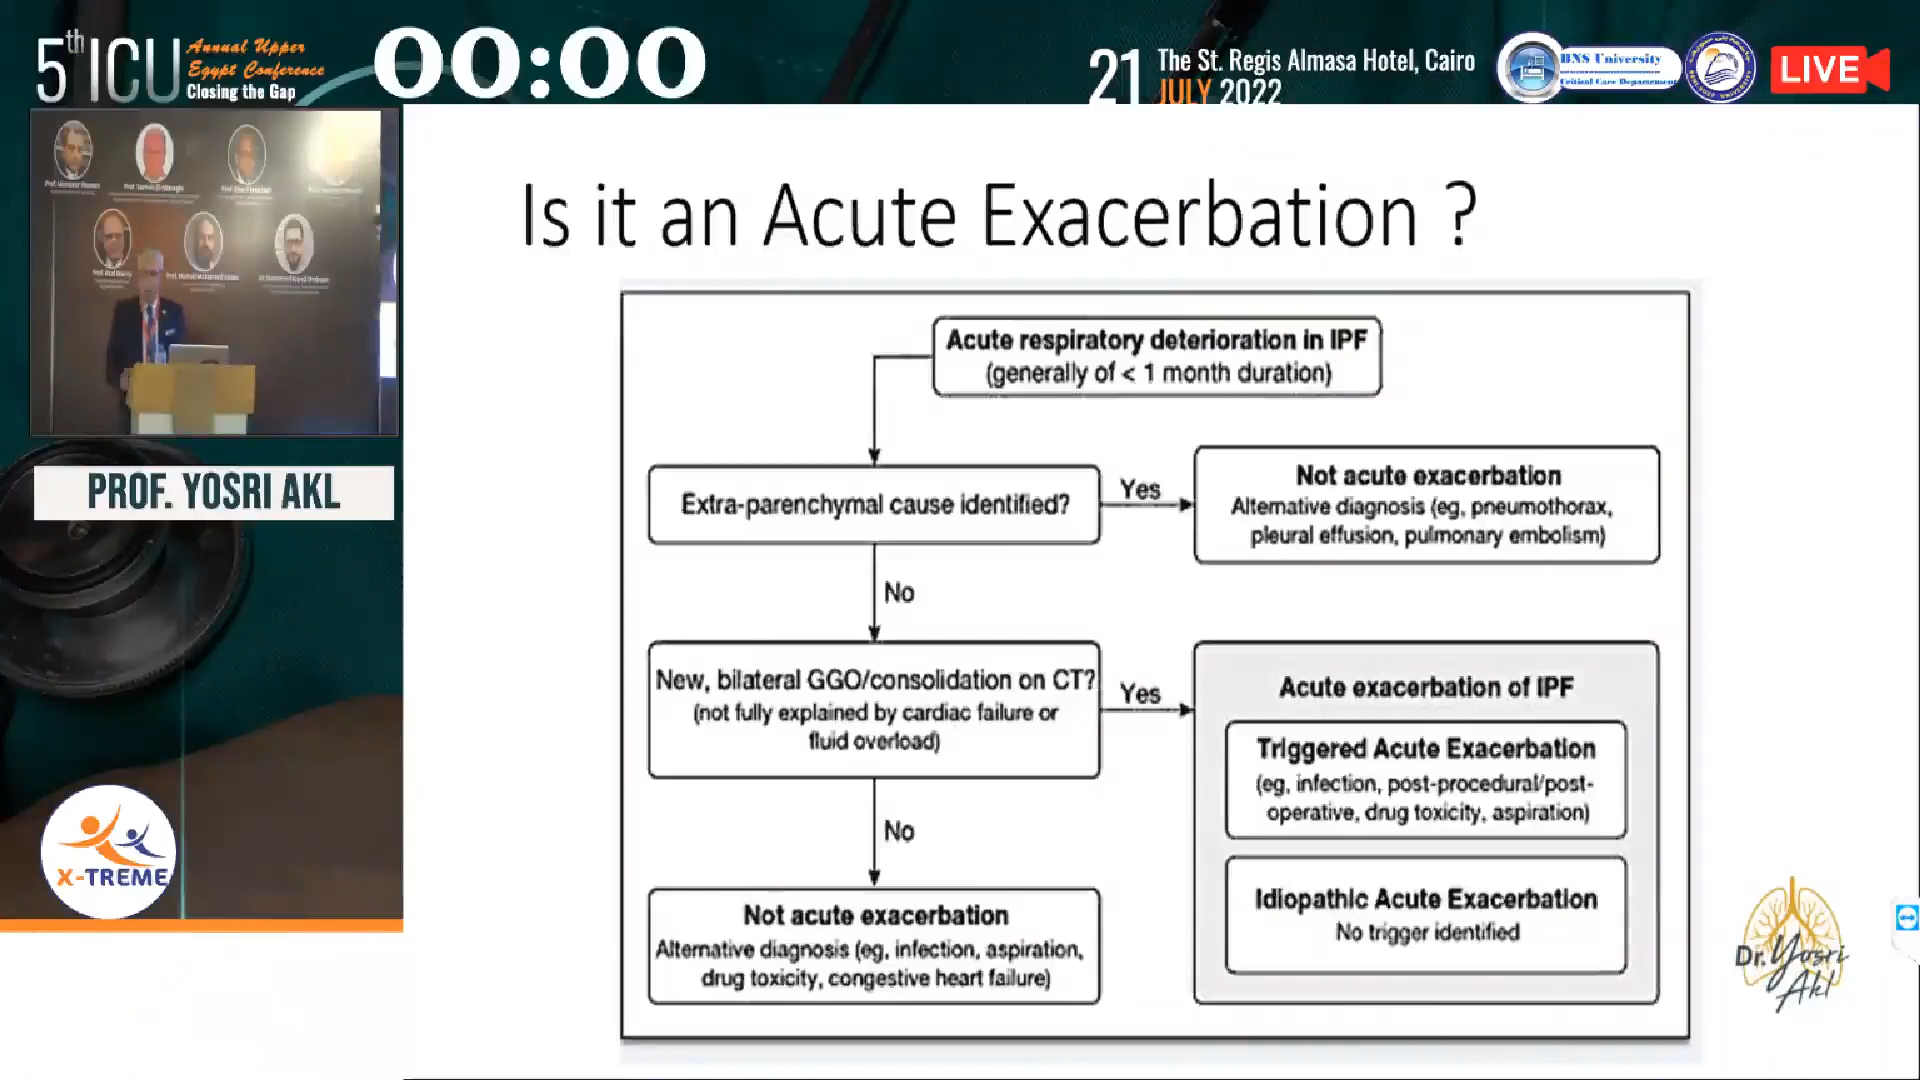 5th ICU
Annual Upper
Egypt Conference
Closing the Gap
00:00
21
The St. Regis Almasa Hotel, Cairo
JULY 2022
BNS University
Critical Care Department
LIVE
PROF. YOSRI AKL
X-TREME
Is it an Acute Exacerbation ?
Acute respiratory deterioration in IPF
(generally of < 1 month duration)
Extra-parenchymal cause identified?
Yes
Not acute exacerbation
Alternative diagnosis (eg, pneumothorax,
pleural effusion, pulmonary embolism)
No
New, bilateral GGO/consolidation on CT?
(not fully explained by cardiac failure or
fluid overload)
Yes
Acute exacerbation of IPF
Triggered Acute Exacerbation
(eg, infection, post-procedural/post-
operative, drug toxicity, aspiration)
Idiopathic Acute Exacerbation
No trigger identified
No
Not acute exacerbation
Alternative diagnosis (eg, infection, aspiration,
drug toxicity, congestive heart failure)
Dr. Yosri
Akl